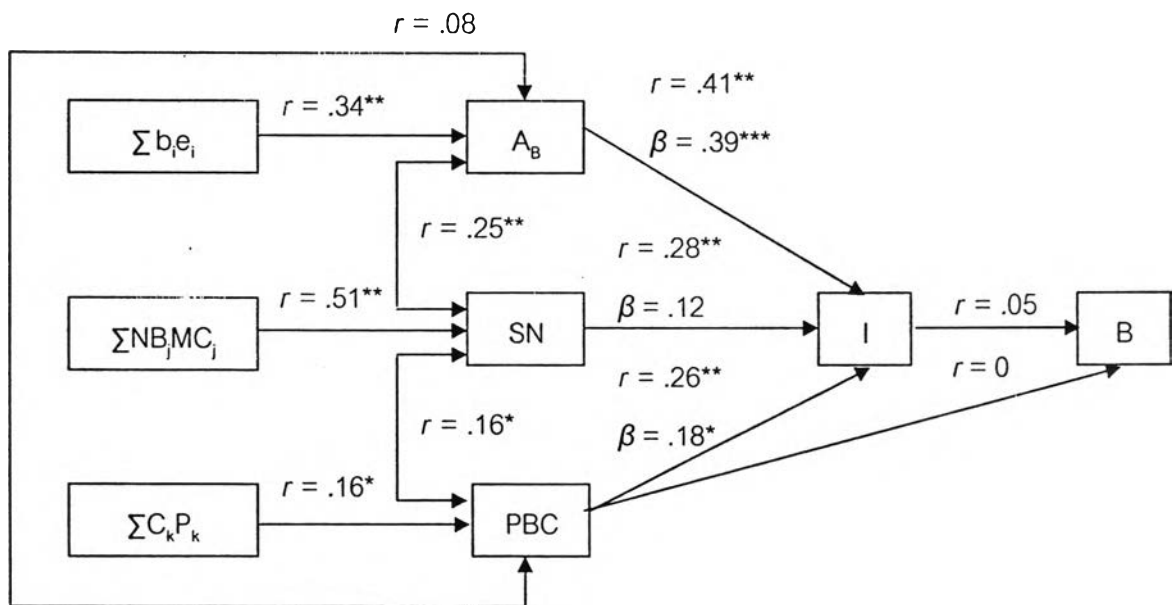 r = .08
r = .41**
r = .34**
∑bᵢeᵢ
A_B
β = .39***
r = .25**
r = .28**
r = .51**
∑NBⱼMCⱼ
SN
β = .12
I
r = .05
B
r = .26**
r = 0
r = .16*
β = .18*
r = .16*
∑CₖPₖ
PBC